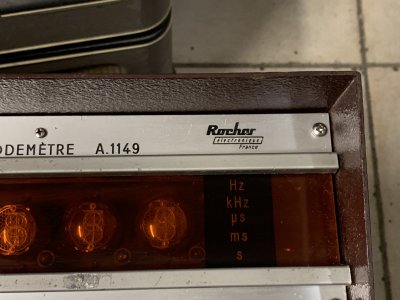 Rochar
électronique
France
ODEMÈTRE A.1149
Hz
kHz
µs
ms
s